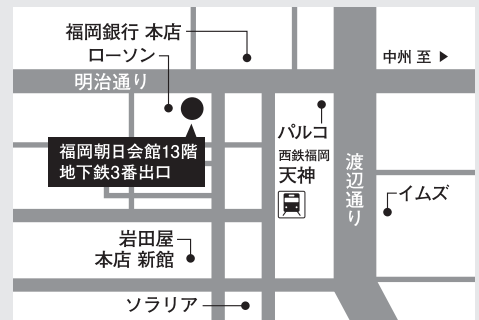 福岡銀行 本店
ローソン
中州 至 ▶
明治通り
パルコ
福岡朝日会館13階
地下鉄3番出口
西鉄福岡
天神
渡辺通り
イムズ
岩田屋
本店 新館
ソラリア